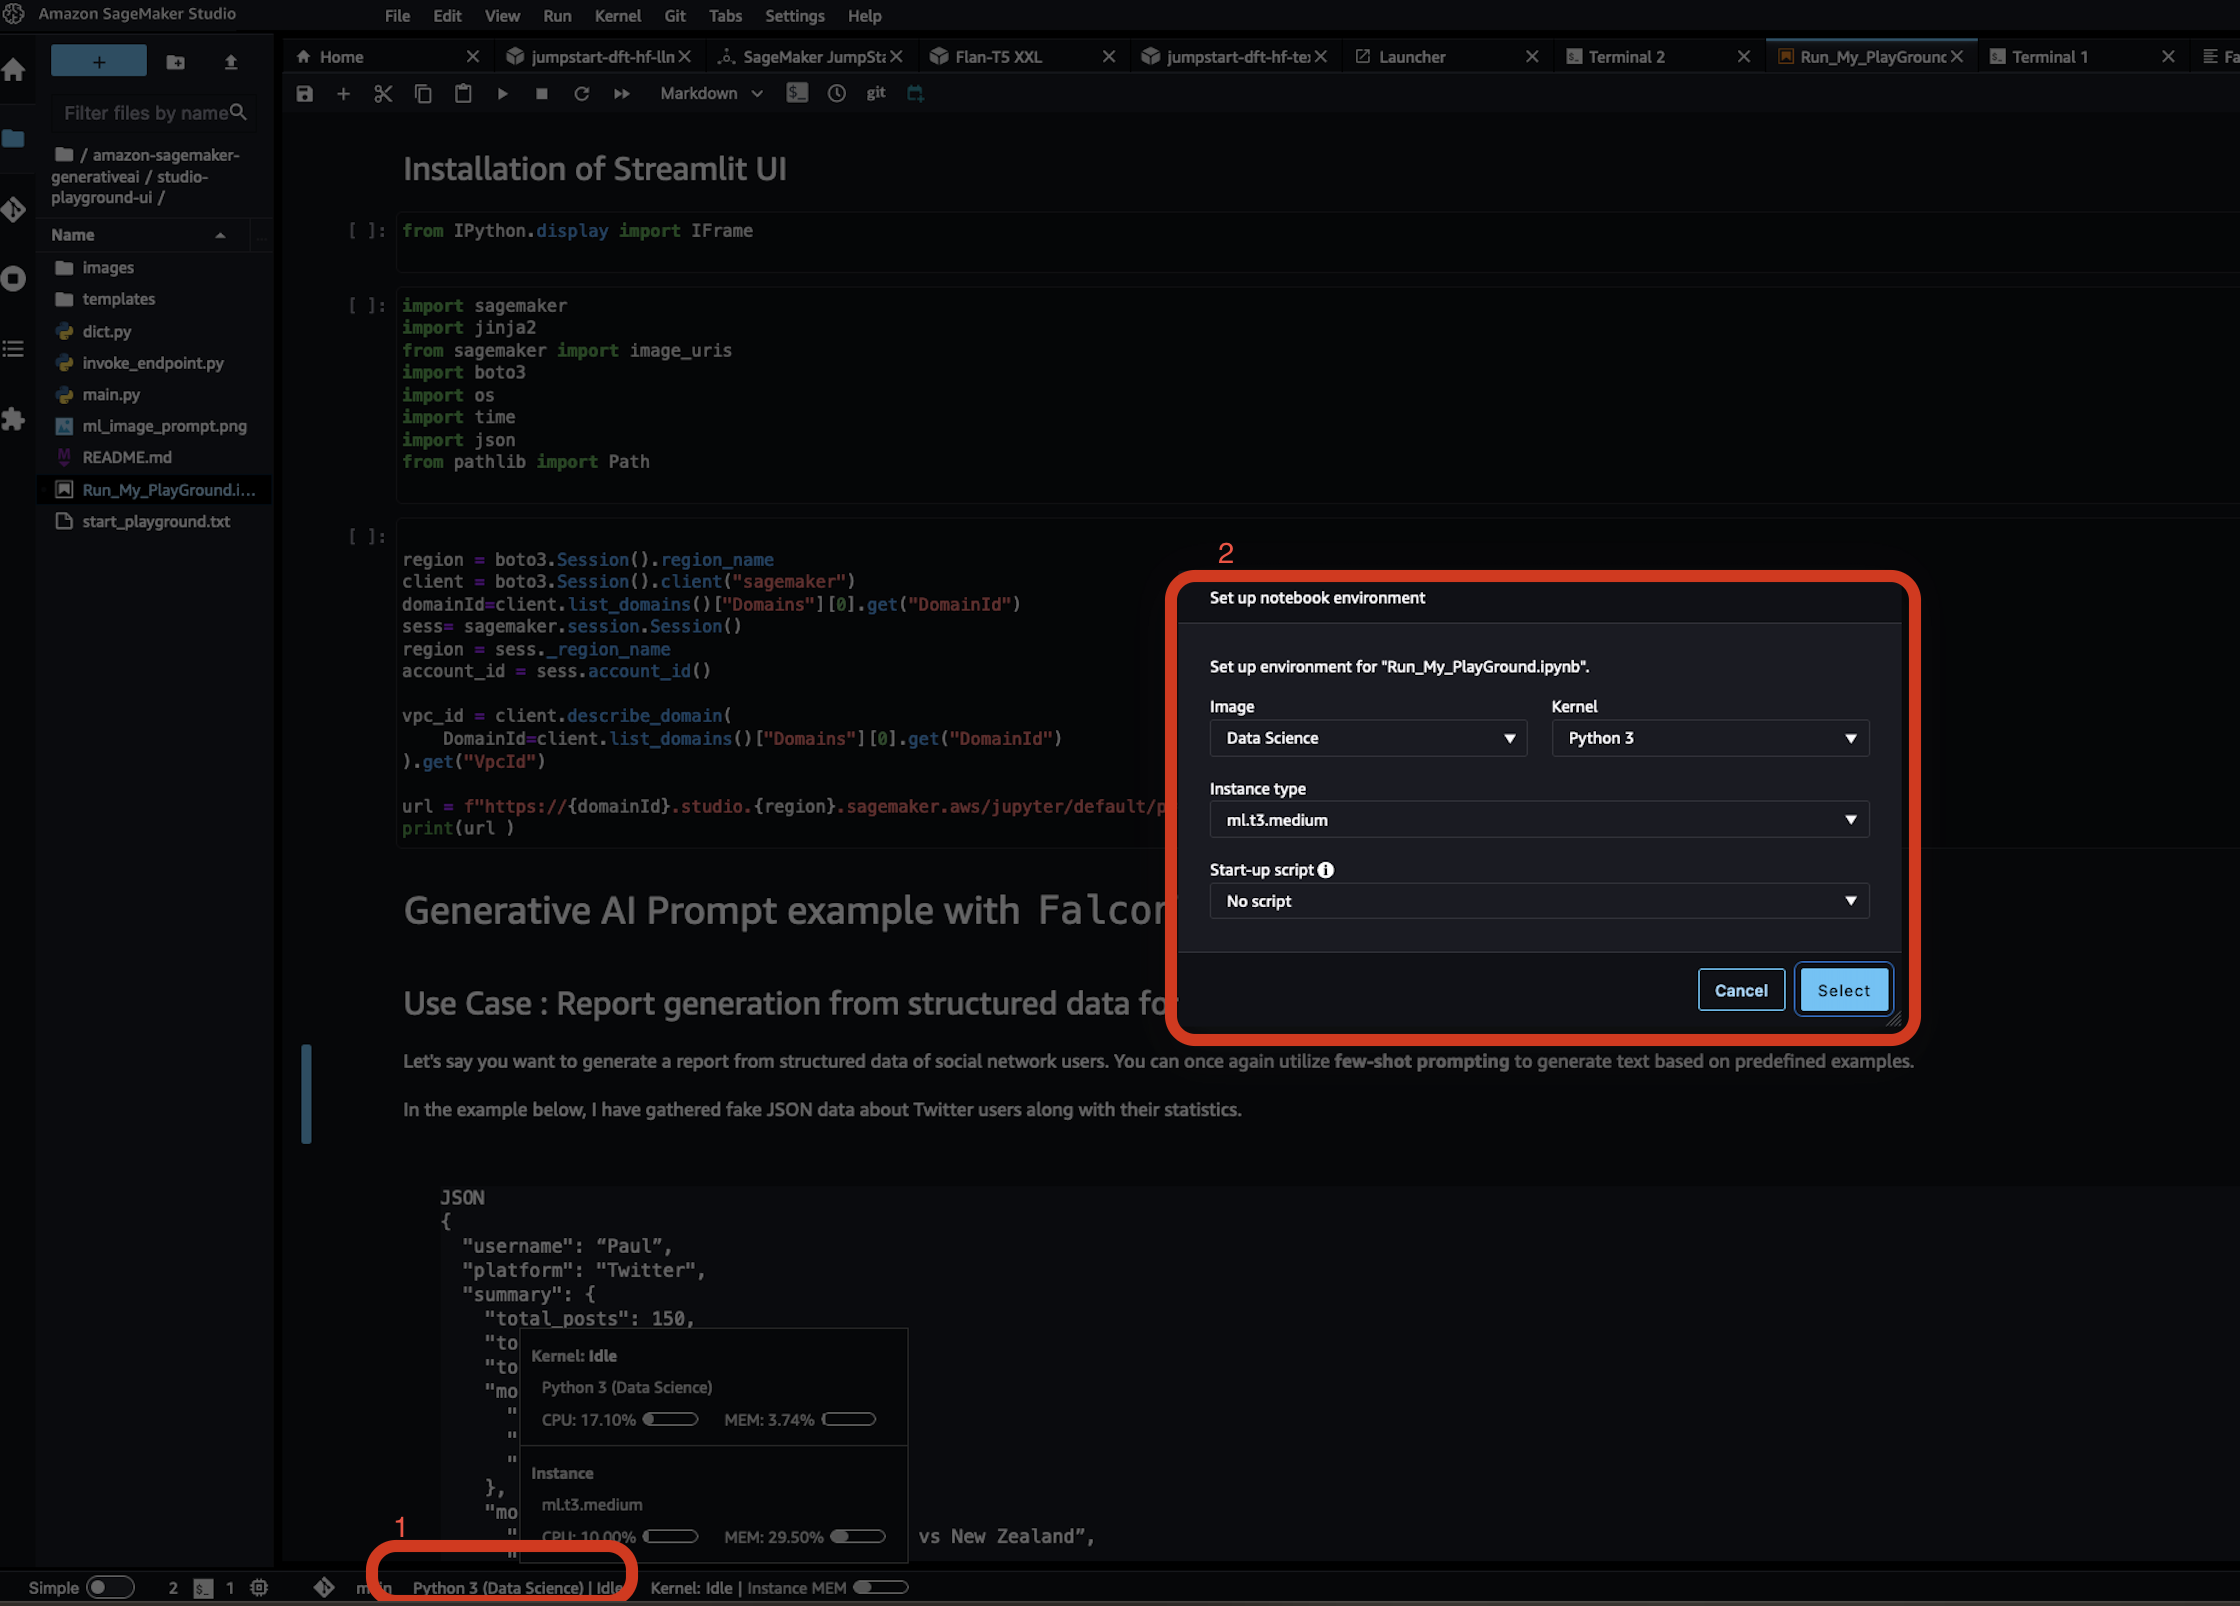 Amazon SageMaker Studio
File Edit View Run Kernel Git Tabs Settings Help
Home
jumpstart-dft-hf-lln
SageMaker JumpSta
Flan-T5 XXL
jumpstart-dft-hf-tex
Launcher
Terminal 2
Run_My_PlayGround
Terminal 1
Fa
+
Markdown
git
Filter files by name
/ amazon-sagemaker-
generativeai / studio-
playground-ui /
Name
images
templates
dict.py
invoke_endpoint.py
main.py
ml_image_prompt.png
README.md
Run_My_PlayGround.i…
start_playground.txt
Installation of Streamlit UI
[ ]: from IPython.display import IFrame
[ ]: import sagemaker
import jinja2
from sagemaker import image_uris
import boto3
import os
import time
import json
from pathlib import Path
[ ]:
region = boto3.Session().region_name
client = boto3.Session().client("sagemaker")
domainId=client.list_domains()["Domains"][0].get("DomainId")
sess= sagemaker.session.Session()
region = sess._region_name
account_id = sess.account_id()
vpc_id = client.describe_domain(
DomainId=client.list_domains()["Domains"][0].get("DomainId")
).get("VpcId")
url = f"https://{domainId}.studio.{region}.sagemaker.aws/jupyter/default/p
print(url )
Generative AI Prompt example with Falcon
Use Case : Report generation from structured data fo
Let's say you want to generate a report from structured data of social network users. You can once again utilize few-shot prompting to generate text based on predefined examples.
In the example below, I have gathered fake JSON data about Twitter users along with their statistics.
JSON
{
"username": “Paul”,
"platform": "Twitter",
"summary": {
"total_posts": 150,
"to
"to
"mo
"
"
"
},
"mo
"
vs New Zealand”,
"
Kernel: Idle
Python 3 (Data Science)
CPU: 17.10% MEM: 3.74%
Instance
ml.t3.medium
CPU: 10.00% MEM: 29.50%
2
Set up notebook environment
Set up environment for "Run_My_PlayGround.ipynb".
Image Kernel
Data Science Python 3
Instance type
ml.t3.medium
Start-up script
No script
Cancel Select
1
Simple 2 $_ 1 main Python 3 (Data Science) | Idle Kernel: Idle | Instance MEM